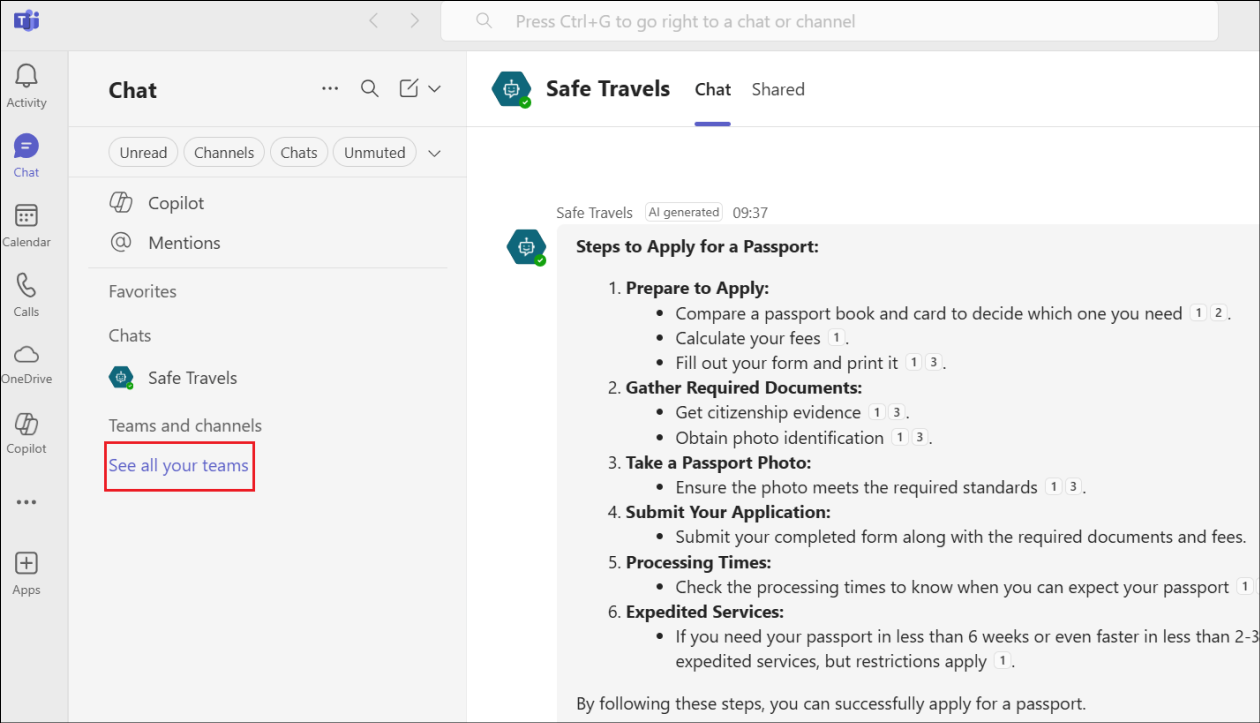 Press Ctrl+G to go right to a chat or channel
Activity
Chat
Calendar
Calls
OneDrive
Copilot
Apps
Chat
Unread Channels Chats Unmuted
Copilot
@ Mentions
Favorites
Chats
Safe Travels
Teams and channels
See all your teams
Safe Travels Chat Shared
Safe Travels AI generated 09:37
Steps to Apply for a Passport:
1. Prepare to Apply:
• Compare a passport book and card to decide which one you need 1 2.
• Calculate your fees 1.
• Fill out your form and print it 1 3.
2. Gather Required Documents:
• Get citizenship evidence 1 3.
• Obtain photo identification 1 3.
3. Take a Passport Photo:
• Ensure the photo meets the required standards 1 3.
4. Submit Your Application:
• Submit your completed form along with the required documents and fees.
5. Processing Times:
• Check the processing times to know when you can expect your passport 1
6. Expedited Services:
• If you need your passport in less than 6 weeks or even faster in less than 2-3
expedited services, but restrictions apply 1.
By following these steps, you can successfully apply for a passport.